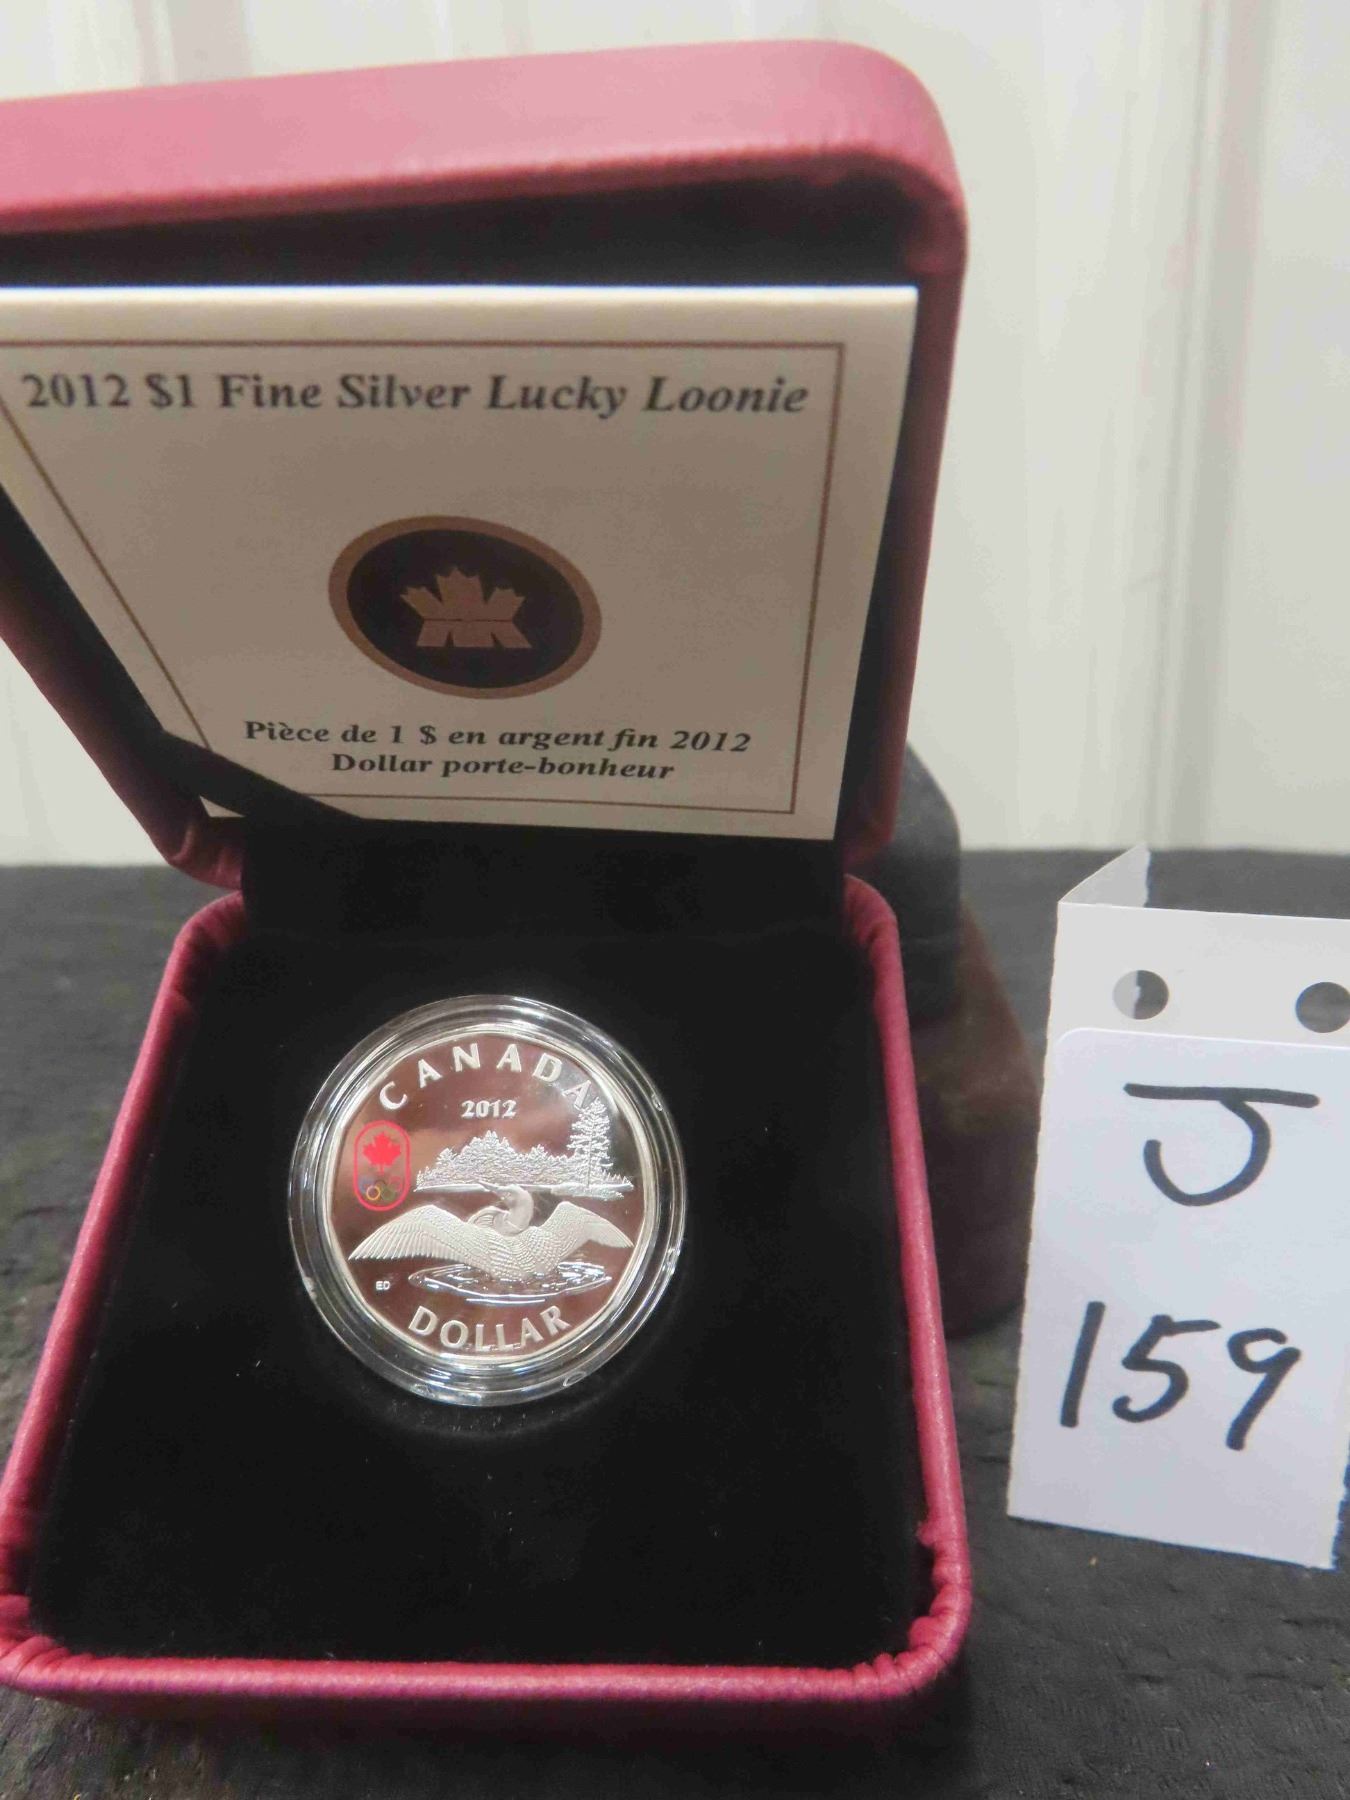 2012 $1 Fine Silver Lucky Loonie
Pièce de 1 $ en argent fin 2012
Dollar porte-bonheur
CANADA
2012
ED
DOLLAR
J
159